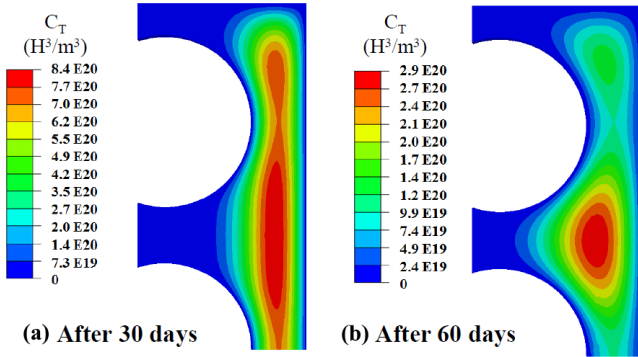 C_T
(H³/m³)
8.4 E20
7.7 E20
7.0 E20
6.2 E20
5.5 E20
4.9 E20
4.2 E20
3.5 E20
2.7 E20
2.0 E20
1.4 E20
7.3 E19
0
(a) After 30 days
C_T
(H³/m³)
2.9 E20
2.7 E20
2.4 E20
2.1 E20
2.0 E20
1.7 E20
1.5 E20
1.2 E20
9.9 E19
7.4 E19
4.9 E19
2.4 E19
0
(b) After 60 days